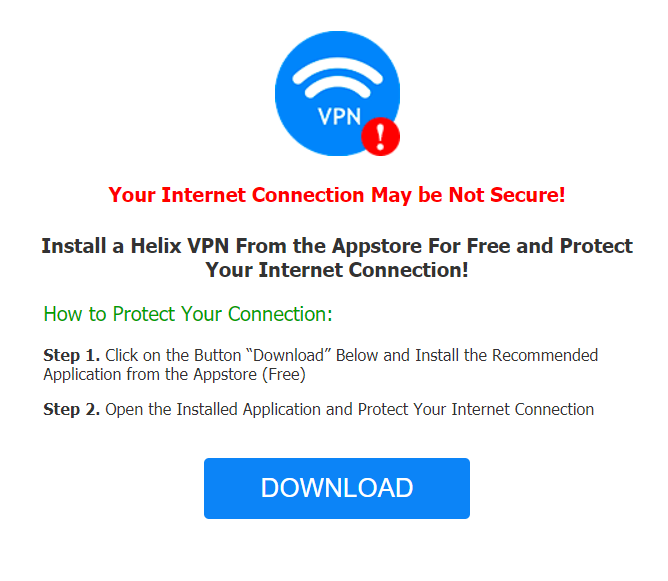 VPN
!
Your Internet Connection May be Not Secure!
Install a Helix VPN From the Appstore For Free and Protect
Your Internet Connection!
How to Protect Your Connection:
Step 1. Click on the Button “Download” Below and Install the Recommended
Application from the Appstore (Free)
Step 2. Open the Installed Application and Protect Your Internet Connection
DOWNLOAD